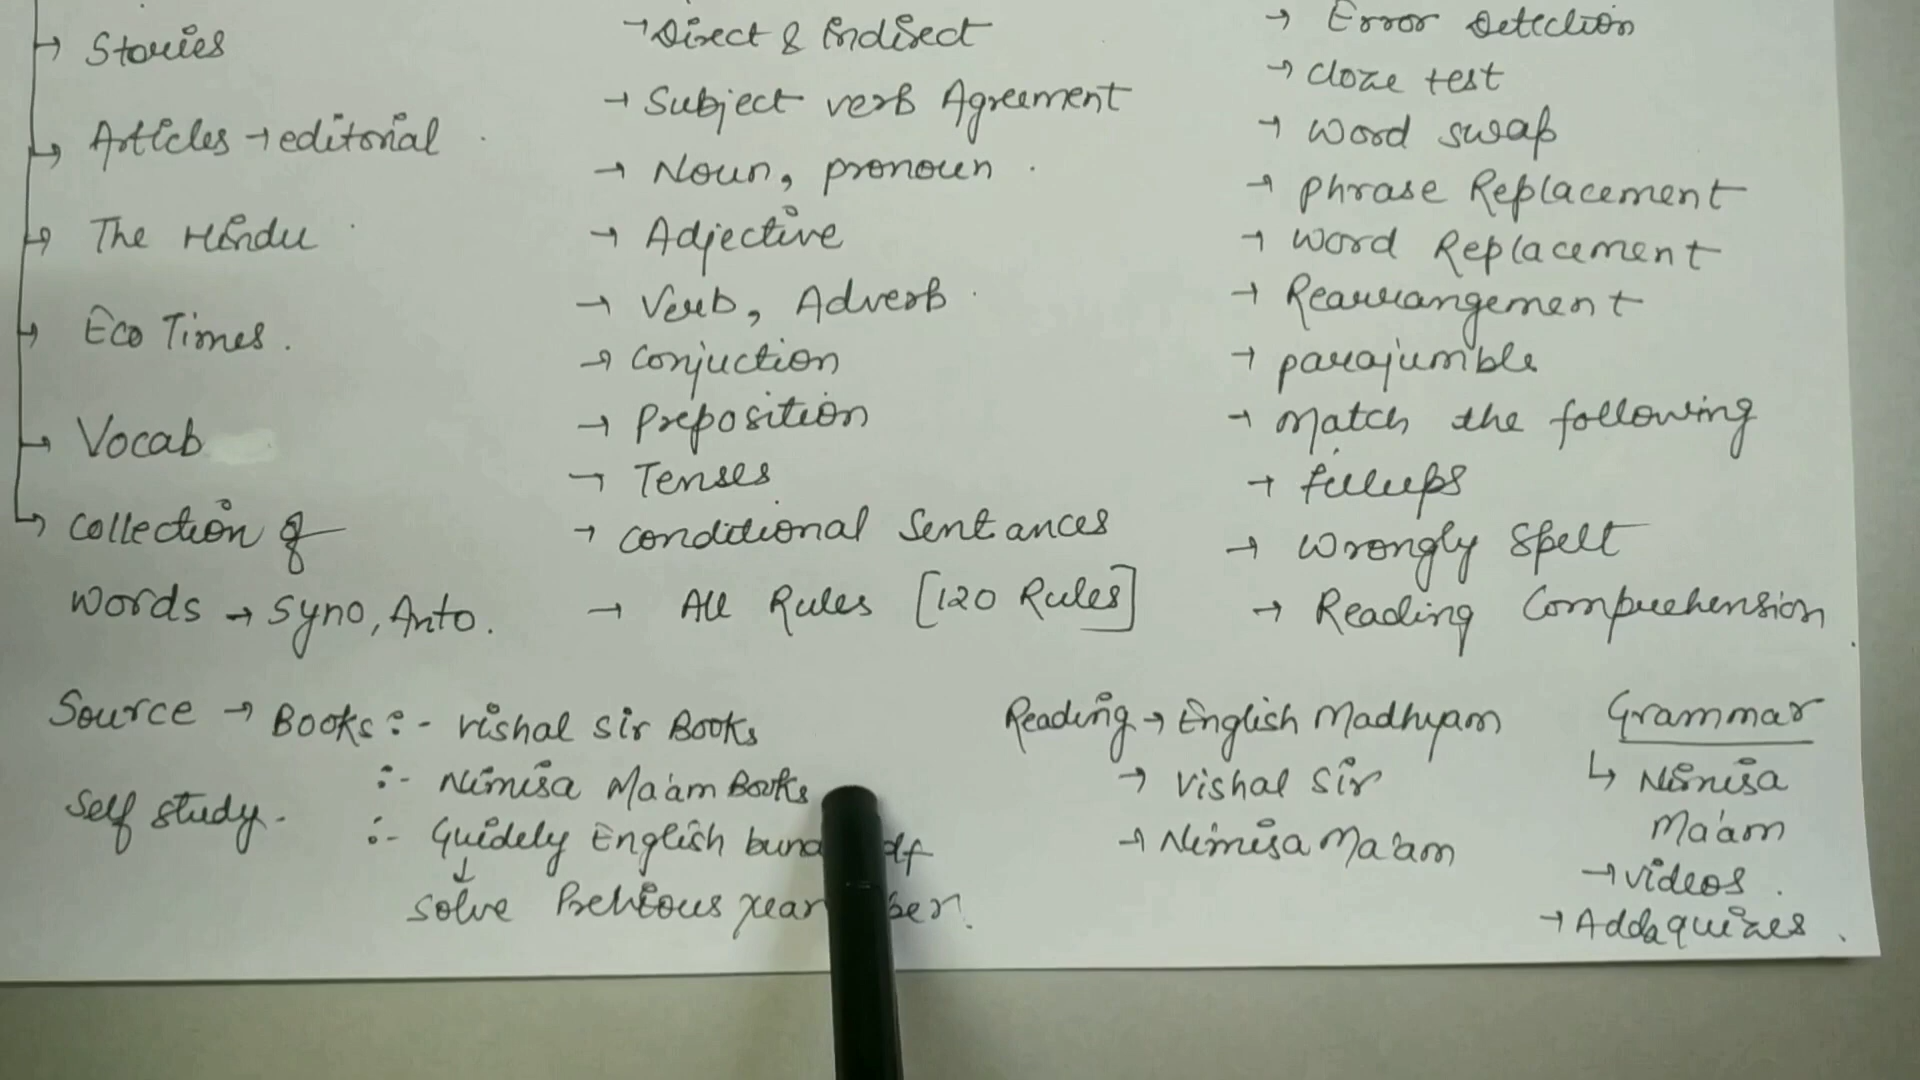 → Stories
→ Articles → editorial
→ The Hindu
→ Eco Times.
→ Vocab
→ Collection of
words → Syno, Anto.
→ Direct & Indirect
→ Subject verb Agreement
→ Noun, pronoun
→ Adjective
→ Verb, Adverb
→ Conjuction
→ Preposition
→ Tenses
→ Conditional Sentances
→ All Rules [120 Rules]
→ Error Detection
→ Cloze test
→ Word swap
→ Phrase Replacement
→ Word Replacement
→ Rearrangement
→ parajumble
→ Match the following
→ fillups
→ Wrongly Spelt
→ Reading Comprehension
Source → Books :- Vishal Sir Books
:- Nimisa Ma'am Books
Self study.
:- Guidely English
↓
Solve Previous year
Reading → English Madhyam
→ Vishal Sir
→ Nimisa Ma'am
Grammar
↳ Nimisa
Ma'am
→ videos.
→ Adda quizes.